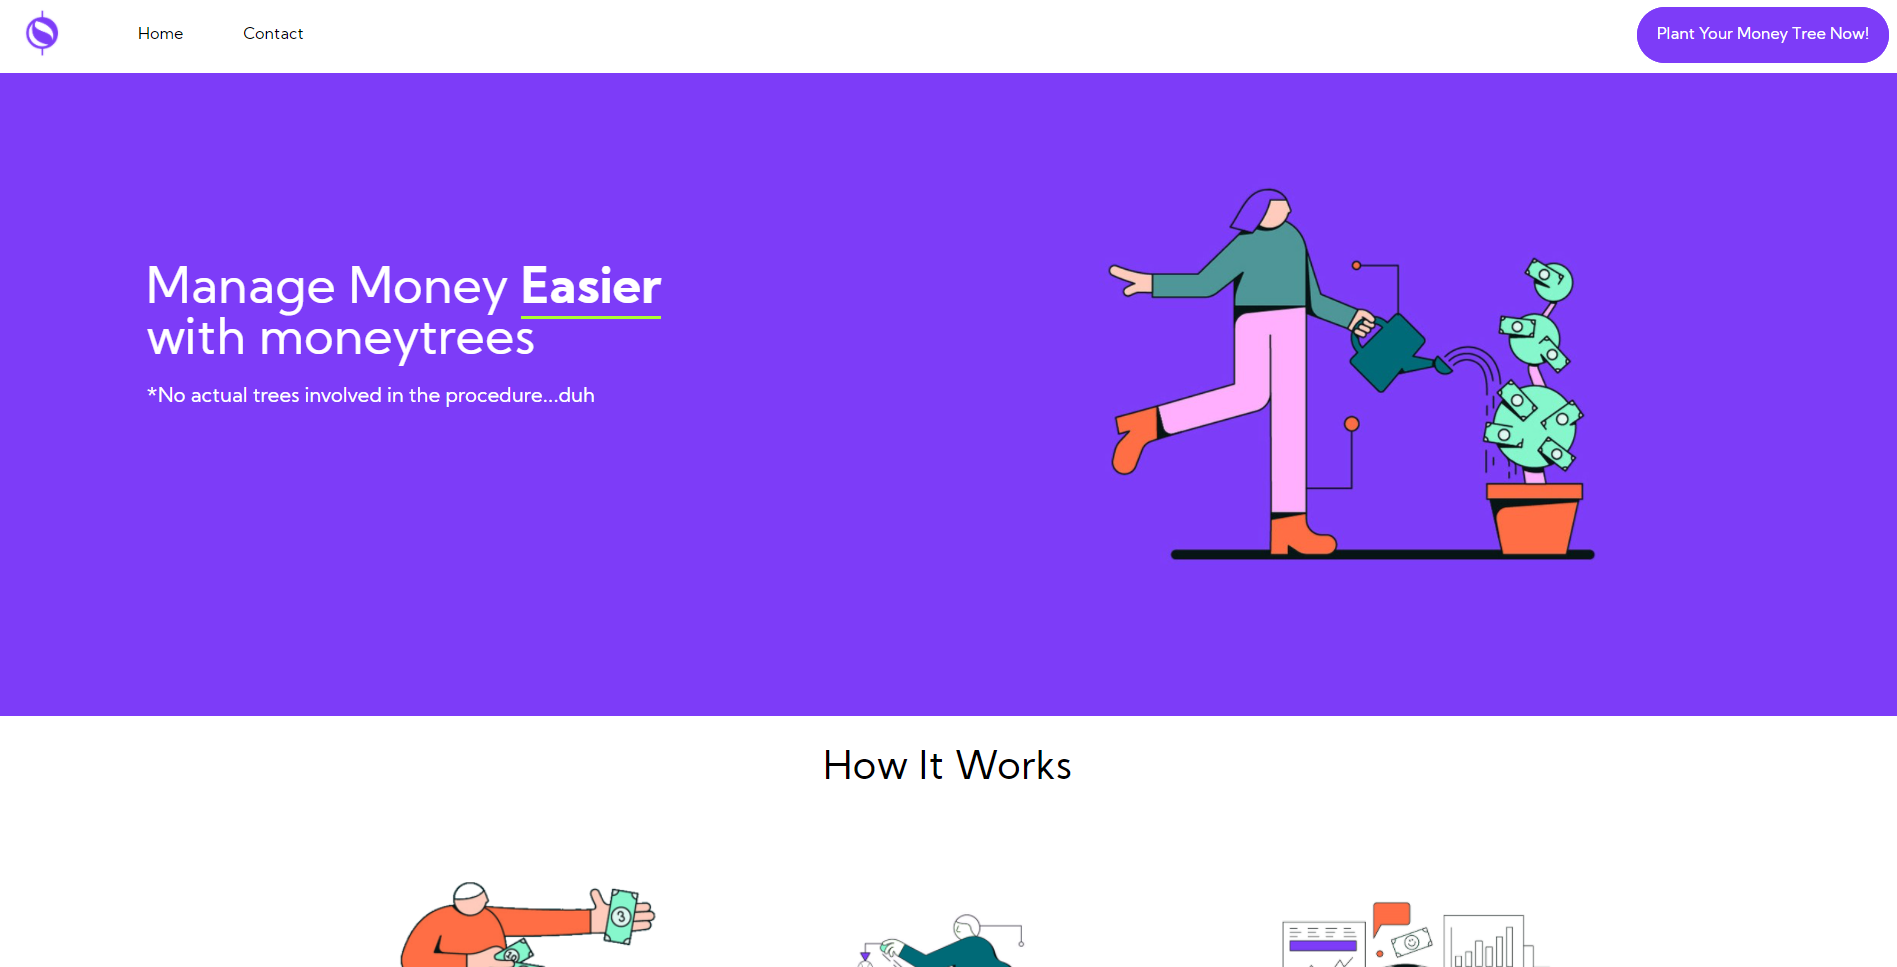 Home
Contact
Plant Your Money Tree Now!
Manage Money Easier
with moneytrees
*No actual trees involved in the procedure...duh
How It Works
3